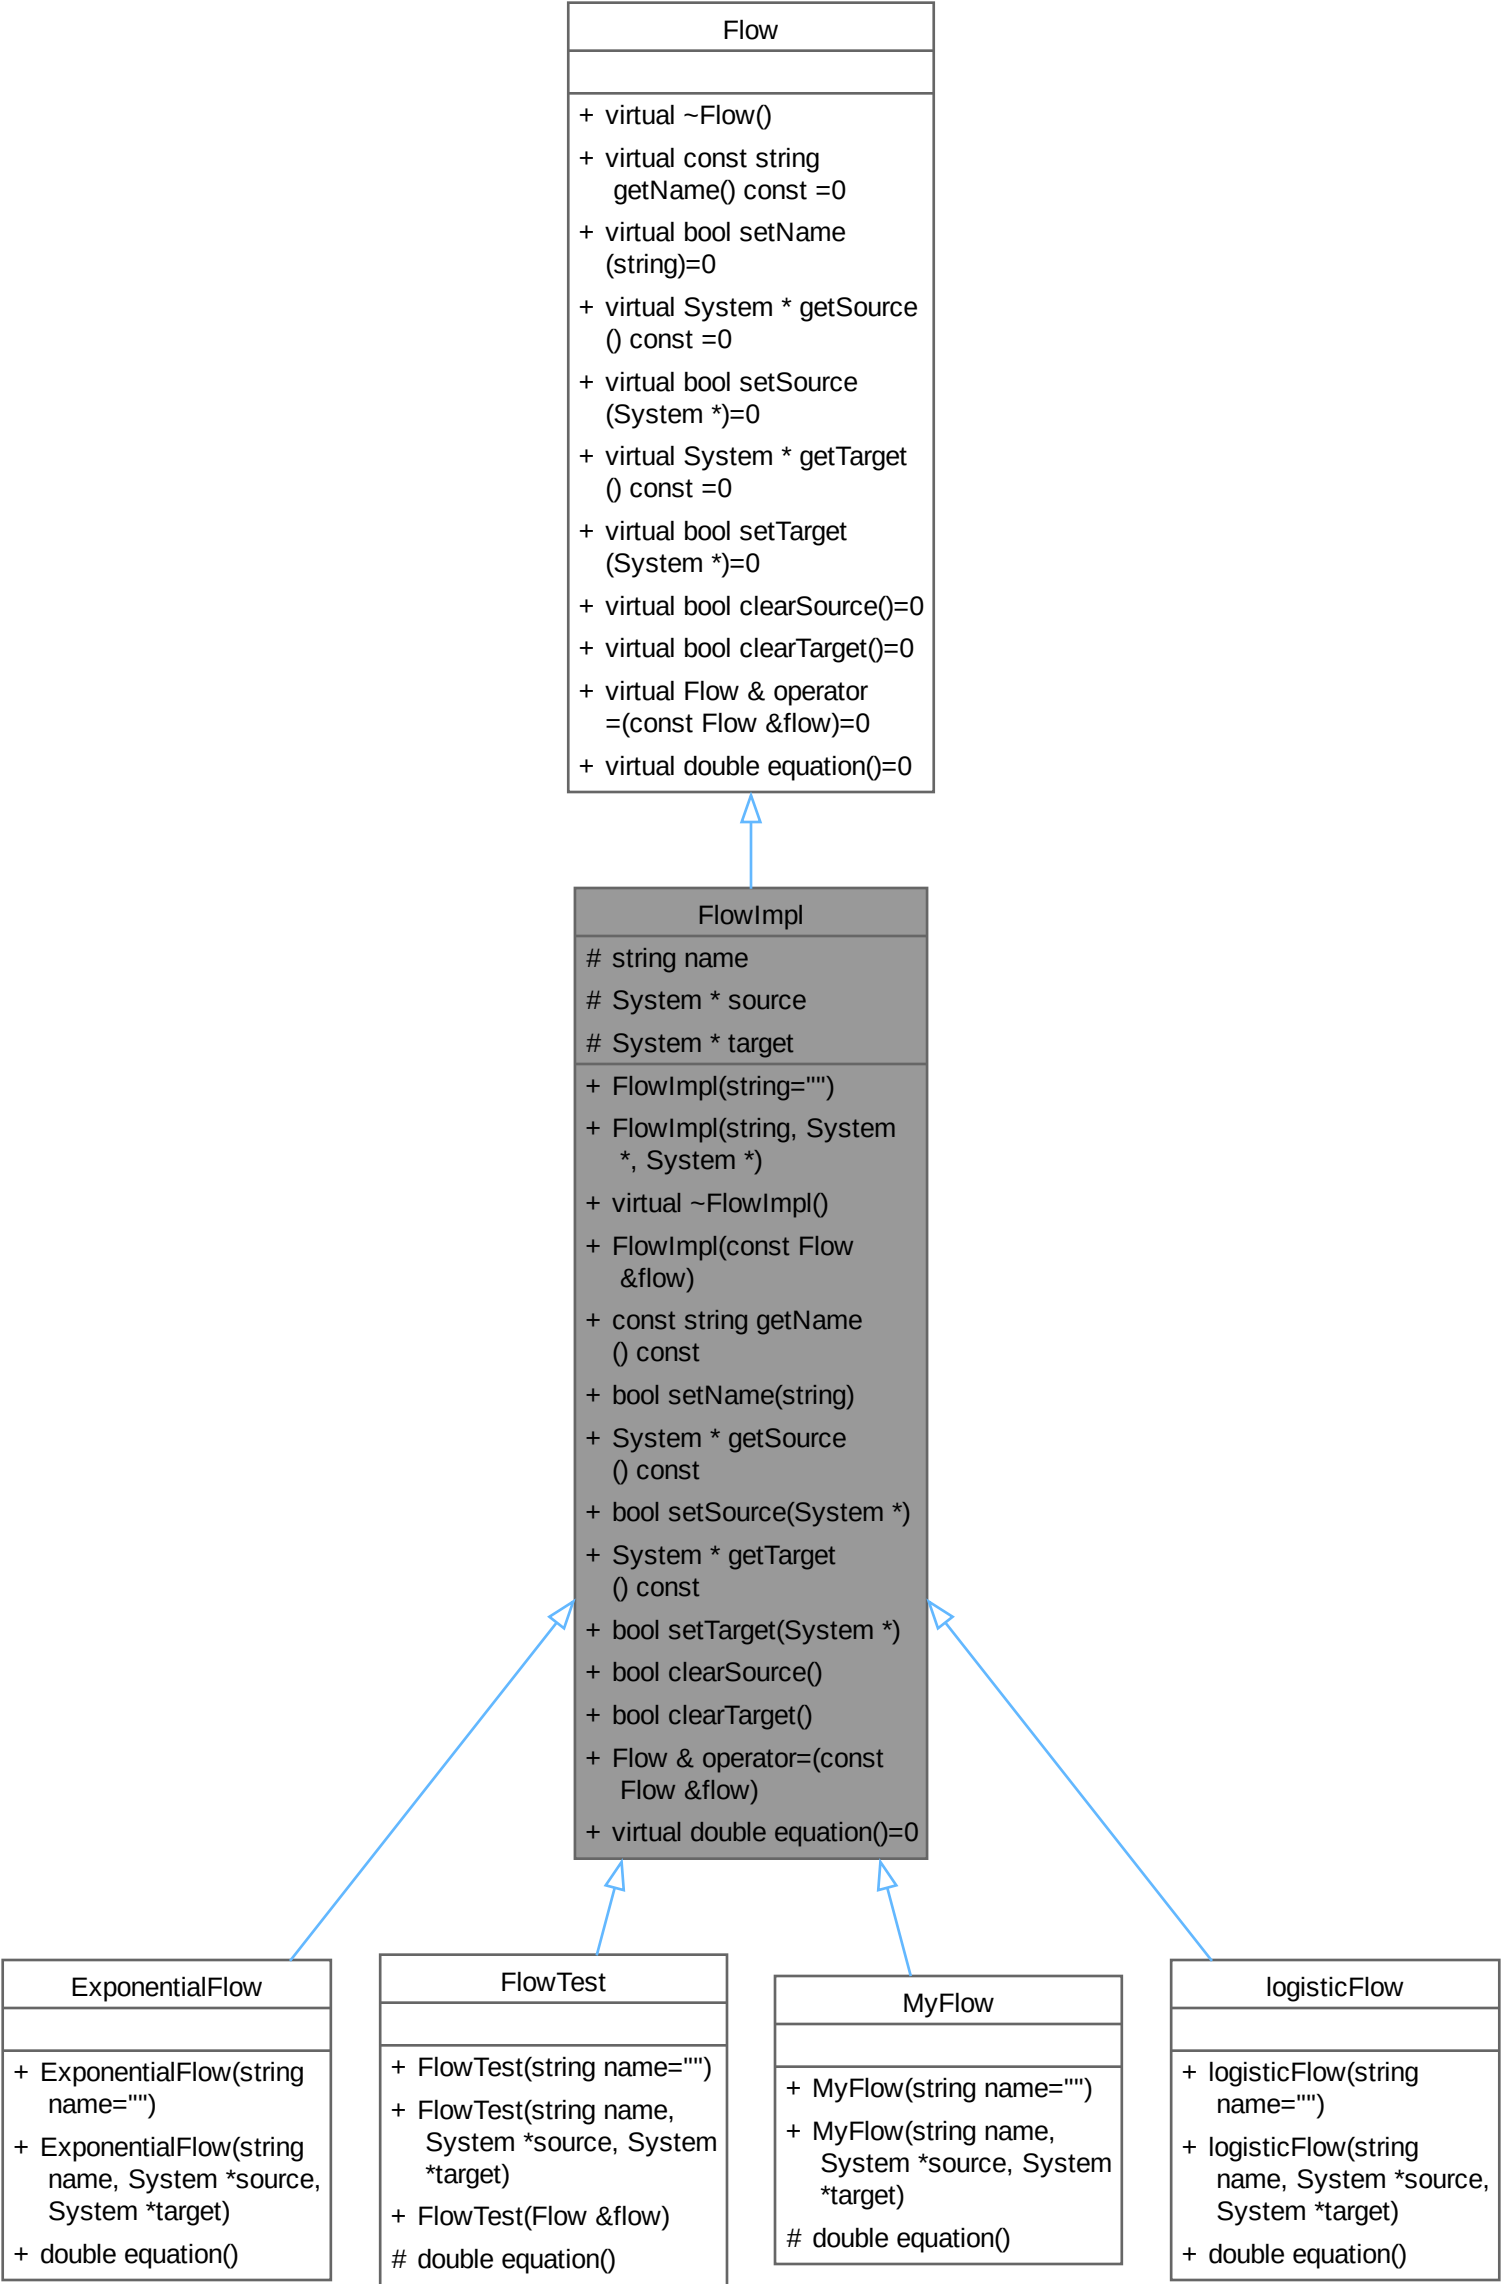 Flow
+ virtual ~Flow()
+ virtual const string
getName() const =0
+ virtual bool setName
(string)=0
+ virtual System * getSource
() const =0
+ virtual bool setSource
(System *)=0
+ virtual System * getTarget
() const =0
+ virtual bool setTarget
(System *)=0
+ virtual bool clearSource()=0
+ virtual bool clearTarget()=0
+ virtual Flow & operator
=(const Flow &flow)=0
+ virtual double equation()=0
FlowImpl
# string name
# System * source
# System * target
+ FlowImpl(string="")
+ FlowImpl(string, System
*, System *)
+ virtual ~FlowImpl()
+ FlowImpl(const Flow
&flow)
+ const string getName
() const
+ bool setName(string)
+ System * getSource
() const
+ bool setSource(System *)
+ System * getTarget
() const
+ bool setTarget(System *)
+ bool clearSource()
+ bool clearTarget()
+ Flow & operator=(const
Flow &flow)
+ virtual double equation()=0
ExponentialFlow
+ ExponentialFlow(string
name="")
+ ExponentialFlow(string
name, System *source,
System *target)
+ double equation()
FlowTest
+ FlowTest(string name="")
+ FlowTest(string name,
System *source, System
*target)
+ FlowTest(Flow &flow)
# double equation()
MyFlow
+ MyFlow(string name="")
+ MyFlow(string name,
System *source, System
*target)
# double equation()
logisticFlow
+ logisticFlow(string
name="")
+ logisticFlow(string
name, System *source,
System *target)
+ double equation()